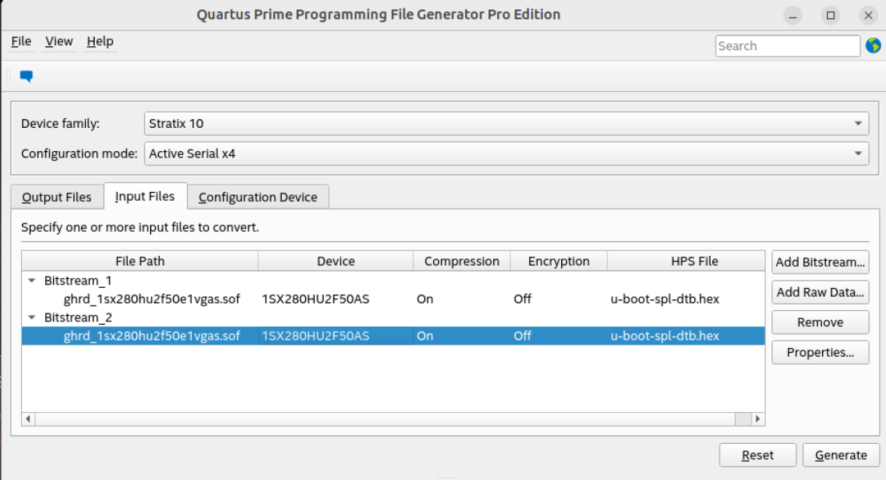 Quartus Prime Programming File Generator Pro Edition
File View Help
Search
Device family: Stratix 10
Configuration mode: Active Serial x4
Output Files Input Files Configuration Device
Specify one or more input files to convert.
File Path Device Compression Encryption HPS File
Bitstream_1
ghrd_1sx280hu2f50e1vgas.sof 1SX280HU2F50AS On Off u-boot-spl-dtb.hex
Bitstream_2
ghrd_1sx280hu2f50e1vgas.sof 1SX280HU2F50AS On Off u-boot-spl-dtb.hex
Add Bitstream...
Add Raw Data...
Remove
Properties...
Reset Generate